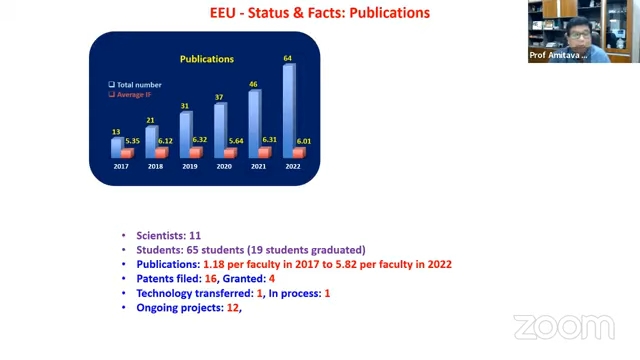 EEU - Status & Facts: Publications
Publications
Total number
Average IF
13 5.35 21 6.12 31 6.32 37 5.64 46 6.31 64 6.01
2017 2018 2019 2020 2021 2022
Prof Amitava ...
• Scientists: 11
• Students: 65 students (19 students graduated)
• Publications: 1.18 per faculty in 2017 to 5.82 per faculty in 2022
• Patents filed: 16, Granted: 4
• Technology transferred: 1, In process: 1
• Ongoing projects: 12,
zoom